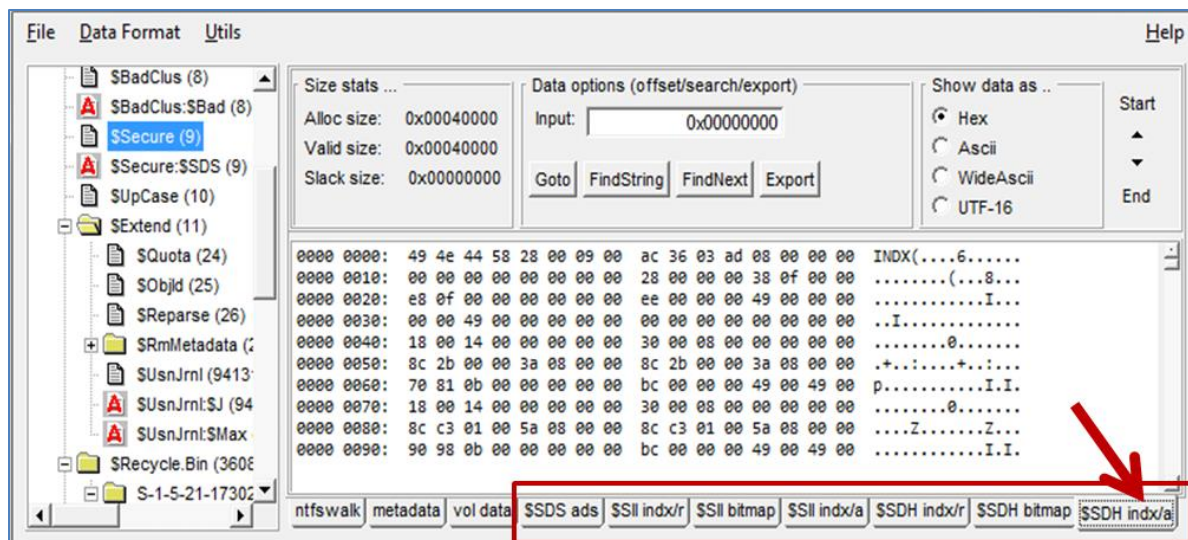 File Data Format Utils Help
$BadClus (8)
$BadClus:$Bad (8)
$Secure (9)
$Secure:$SDS (9)
$UpCase (10)
$Extend (11)
$Quota (24)
$ObjId (25)
$Reparse (26)
$RmMetadata (2
$UsnJrnl (9413
$UsnJrnl:$J (94
$UsnJrnl:$Max
$Recycle.Bin (3608
S-1-5-21-17302
Size stats ...
Alloc size: 0x00040000
Valid size: 0x00040000
Slack size: 0x00000000
Data options (offset/search/export)
Input: 0x00000000
Goto FindString FindNext Export
Show data as ..
Hex
Ascii
WideAscii
UTF-16
Start
End
0000 0000: 49 4e 44 58 28 00 09 00 ac 36 03 ad 08 00 00 00 INDX(....6......
0000 0010: 00 00 00 00 00 00 00 00 28 00 00 00 38 0f 00 00 ........(...8...
0000 0020: e8 0f 00 00 00 00 00 00 ee 00 00 00 49 00 00 00 ............I...
0000 0030: 00 00 49 00 00 00 00 00 00 00 00 00 00 00 00 00 ..I.............
0000 0040: 18 00 14 00 00 00 00 00 30 00 08 00 00 00 00 00 ........0.......
0000 0050: 8c 2b 00 00 3a 08 00 00 8c 2b 00 00 3a 08 00 00 .+..:....+..:...
0000 0060: 70 81 0b 00 00 00 00 00 bc 00 00 00 49 00 49 00 p...........I.I.
0000 0070: 18 00 14 00 00 00 00 00 30 00 08 00 00 00 00 00 ........0.......
0000 0080: 8c c3 01 00 5a 08 00 00 8c c3 01 00 5a 08 00 00 ....Z.......Z...
0000 0090: 90 98 0b 00 00 00 00 00 bc 00 00 00 49 00 49 00 ............I.I.
ntfswalk metadata vol data $SDS ads $SII indx/r $SII bitmap $SII indx/a $SDH indx/r $SDH bitmap $SDH indx/a